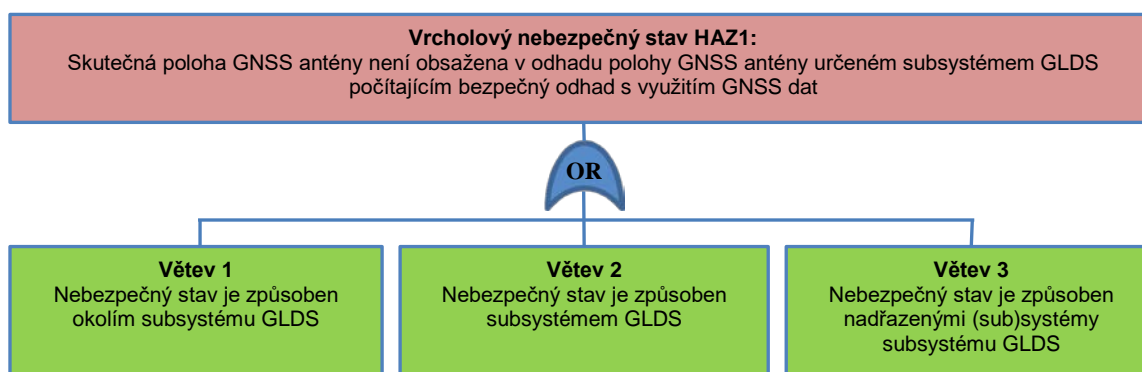 Vrcholový nebezpečný stav HAZ1:
Skutečná poloha GNSS antény není obsažena v odhadu polohy GNSS antény určeném subsystémem GLDS
počítajícím bezpečný odhad s využitím GNSS dat
OR
Větev 1
Nebezpečný stav je způsoben
okolím subsystému GLDS
Větev 2
Nebezpečný stav je způsoben
subsystémem GLDS
Větev 3
Nebezpečný stav je způsoben
nadřazenými (sub)systémy
subsystému GLDS